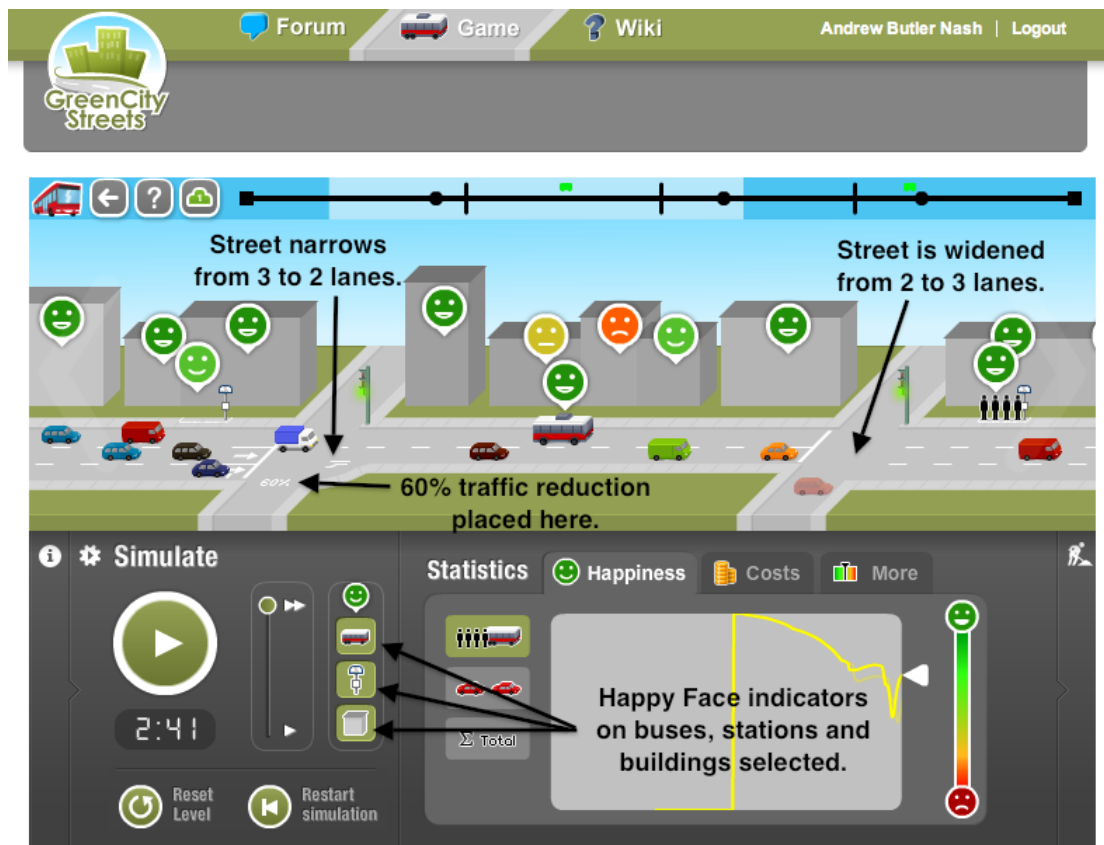 Forum
Game
Wiki
Andrew Butler Nash | Logout
GreenCity
Streets
Street narrows
from 3 to 2 lanes.
Street is widened
from 2 to 3 lanes.
60%
60% traffic reduction
placed here.
Simulate
2:41
Reset
Level
Restart
simulation
Statistics
Happiness
Costs
More
Σ Total
Happy Face indicators
on buses, stations and
buildings selected.